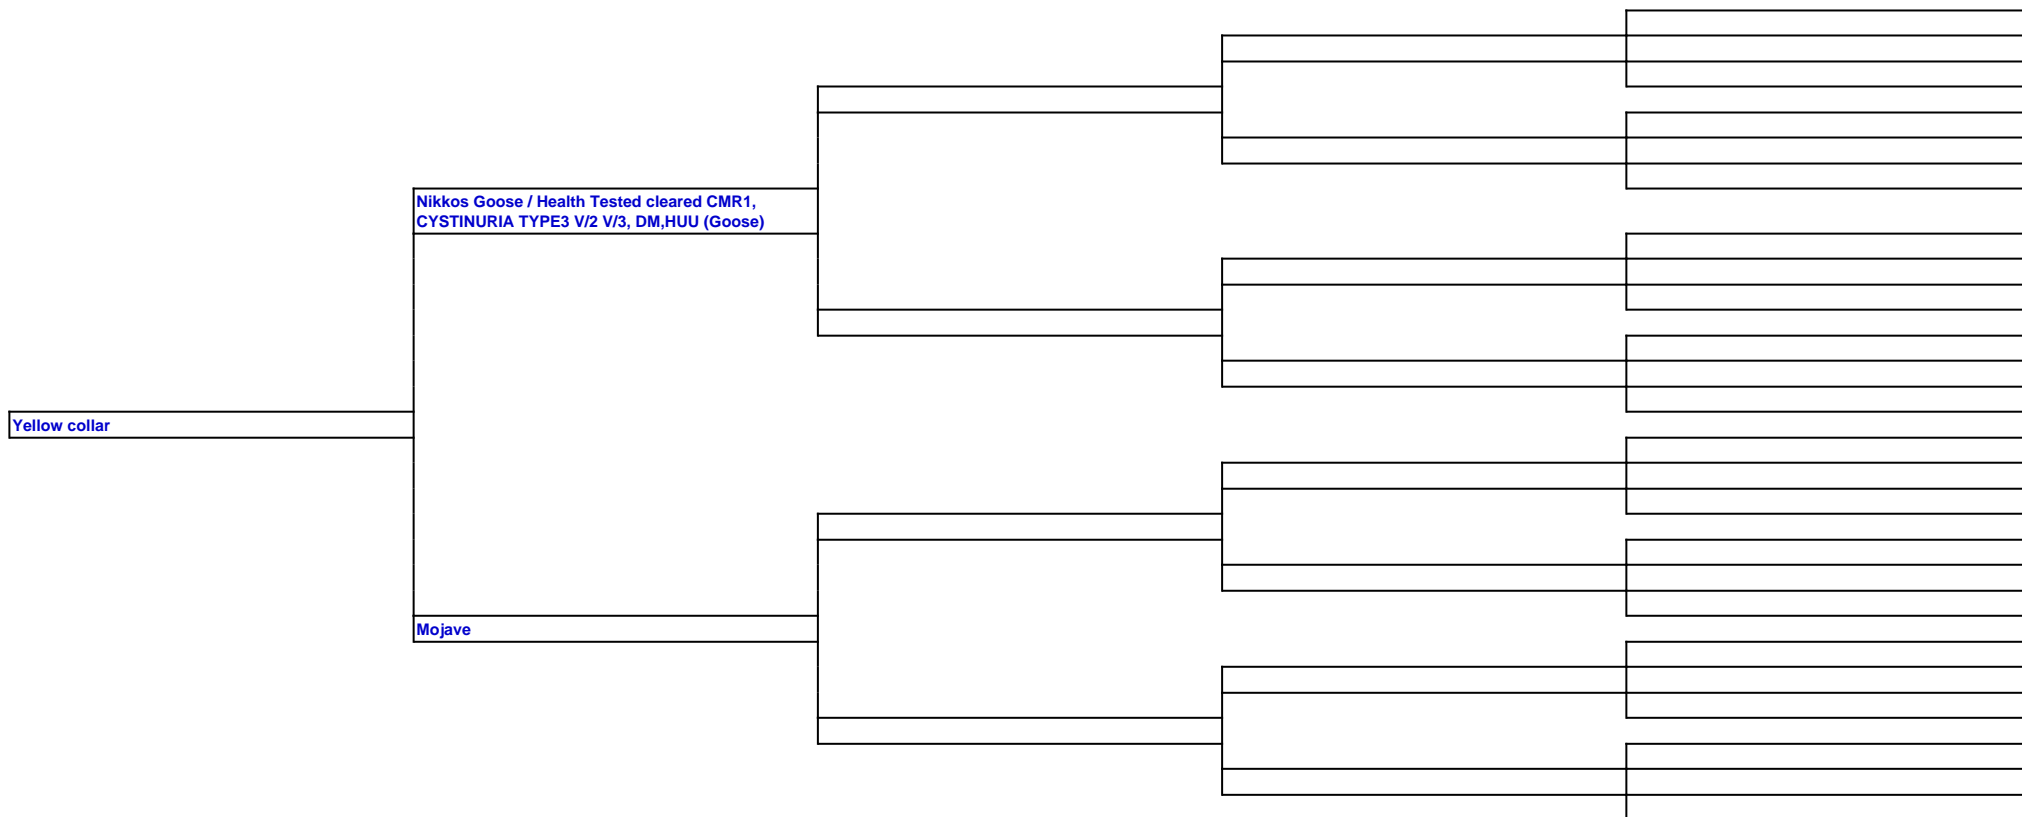 Nikkos Goose / Health Tested cleared CMR1,
CYSTINURIA TYPE3 V/2 V/3, DM,HUU (Goose)
Yellow collar
Mojave